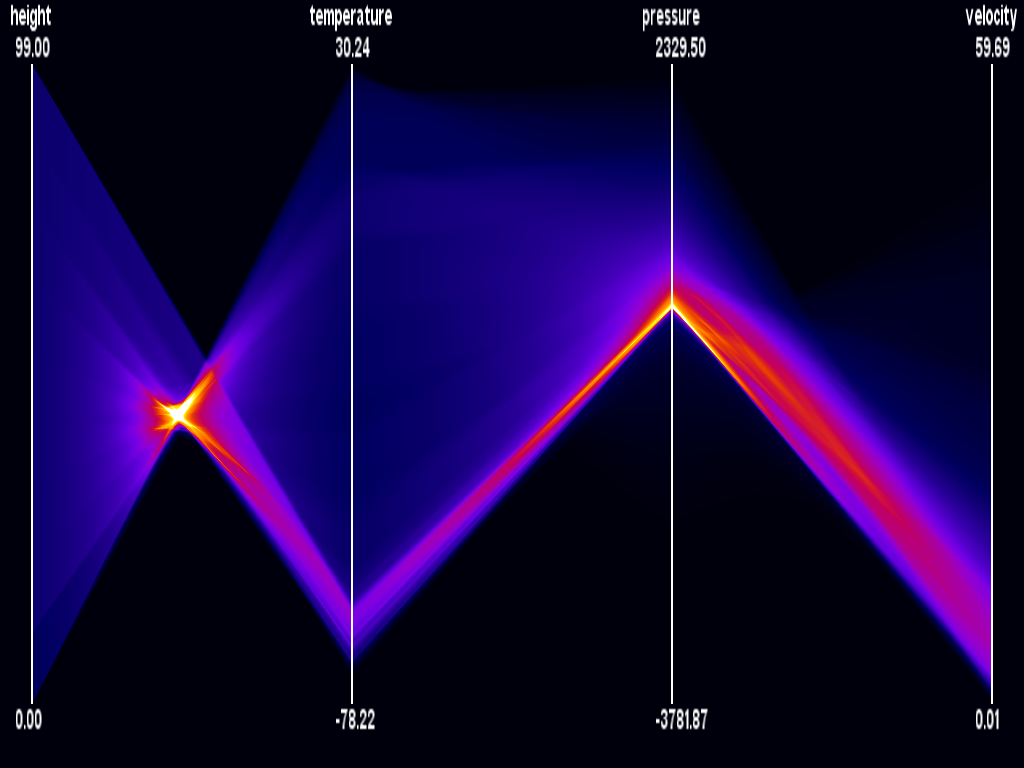 height temperature pressure velocity
99.00 30.24 2329.50 59.69
0.00 -78.22 -3781.87 0.01